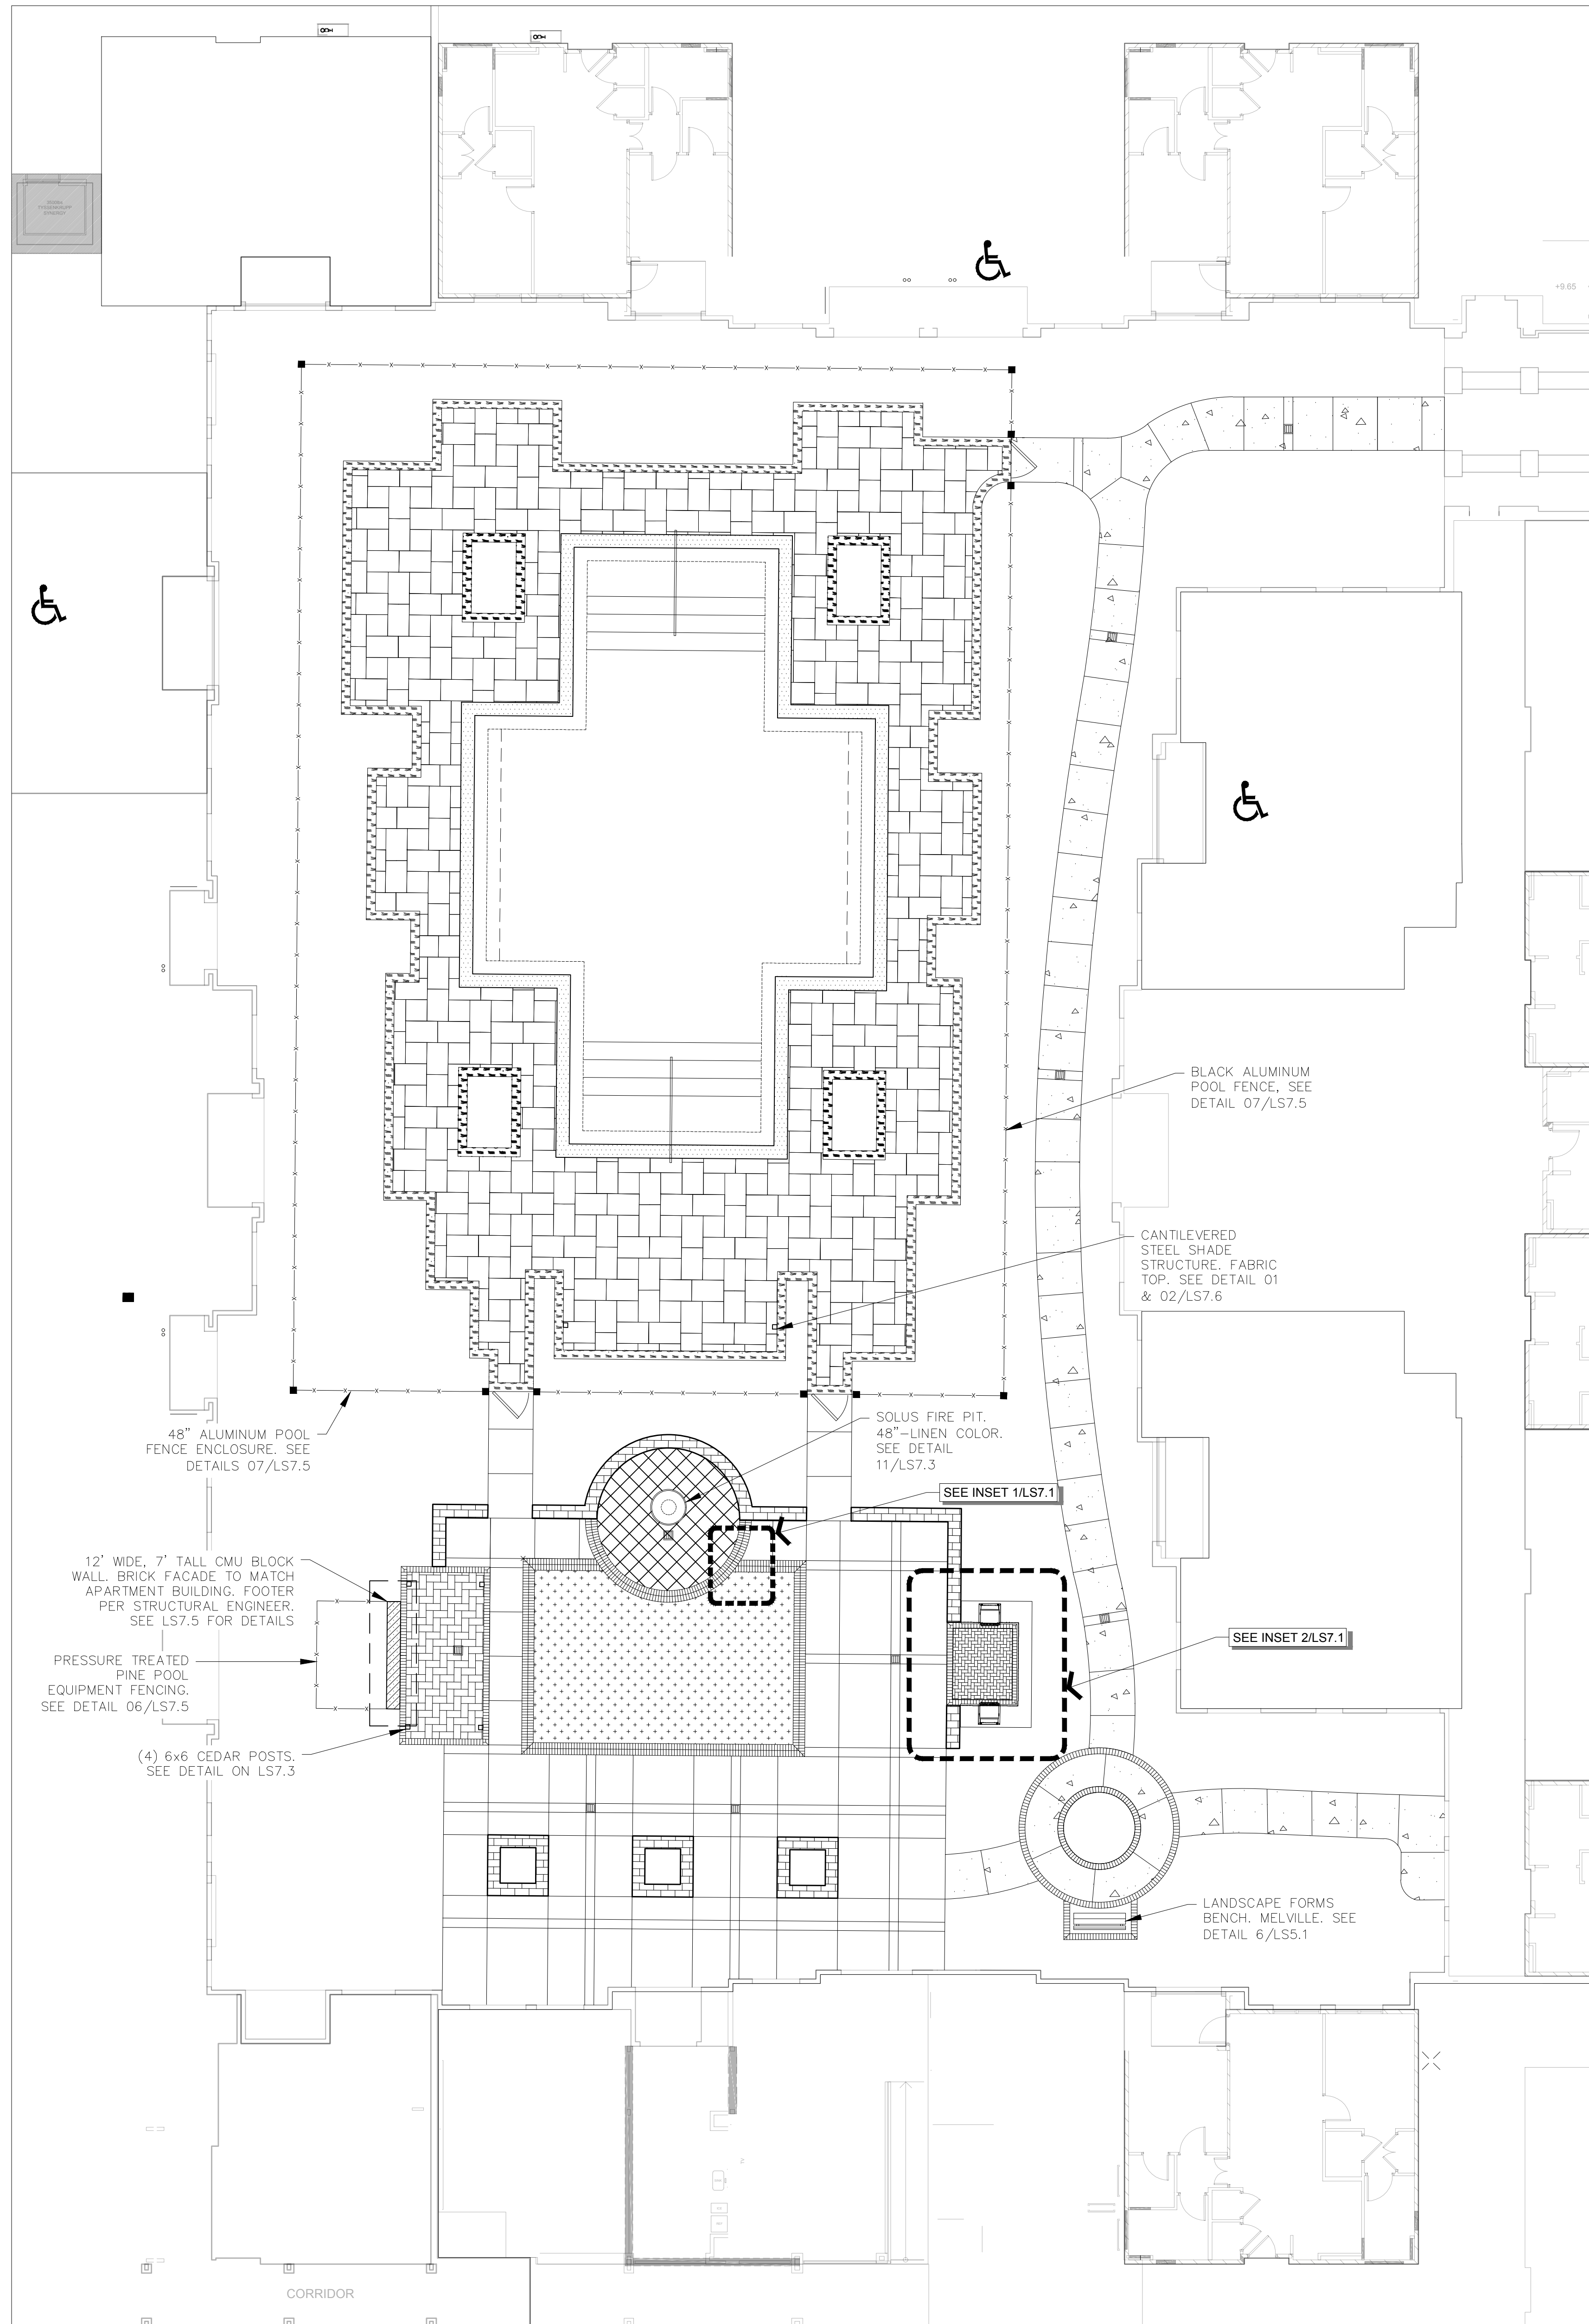 +9.65
BLACK ALUMINUM
POOL FENCE, SEE
DETAIL 07/LS7.5
CANTILEVERED
STEEL SHADE
STRUCTURE. FABRIC
TOP. SEE DETAIL 01
& 02/LS7.6
48" ALUMINUM POOL
FENCE ENCLOSURE. SEE
DETAILS 07/LS7.5
SOLUS FIRE PIT.
48"-LINEN COLOR.
SEE DETAIL
11/LS7.3
SEE INSET 1/LS7.1
12' WIDE, 7' TALL CMU BLOCK
WALL. BRICK FACADE TO MATCH
APARTMENT BUILDING. FOOTER
PER STRUCTURAL ENGINEER.
SEE LS7.5 FOR DETAILS
SEE INSET 2/LS7.1
PRESSURE TREATED
PINE POOL
EQUIPMENT FENCING.
SEE DETAIL 06/LS7.5
(4) 6x6 CEDAR POSTS.
SEE DETAIL ON LS7.3
LANDSCAPE FORMS
BENCH. MELVILLE. SEE
DETAIL 6/LS5.1
CORRIDOR